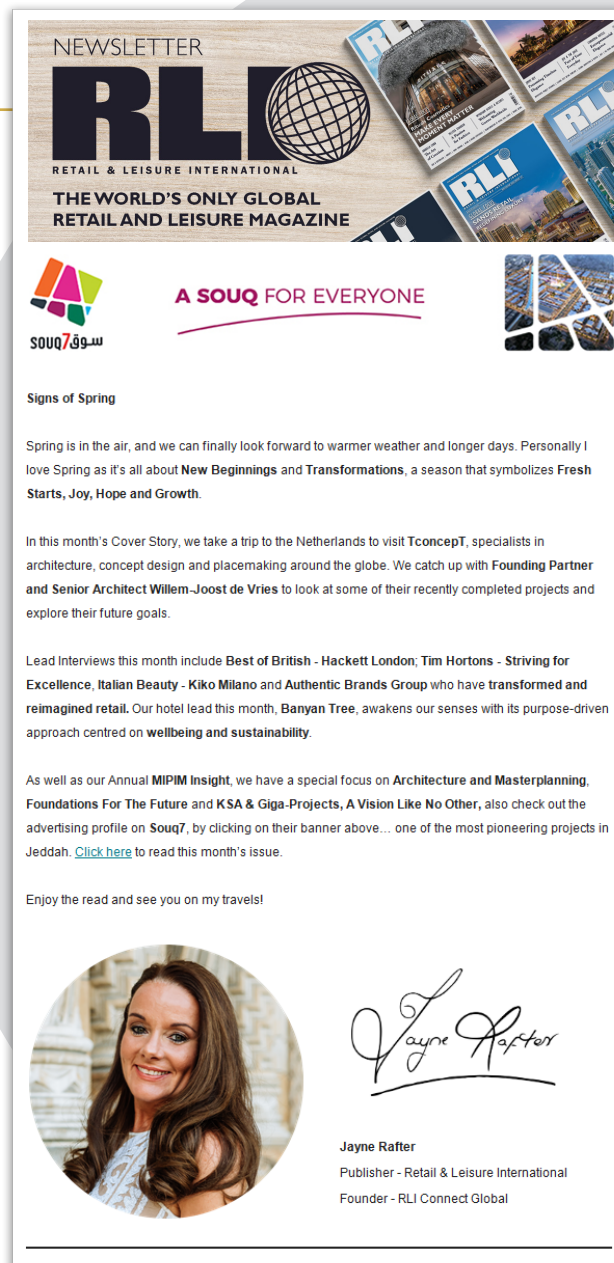 NEWSLETTER
RLI
RETAIL & LEISURE INTERNATIONAL
THE WORLD'S ONLY GLOBAL
RETAIL AND LEISURE MAGAZINE
RLI
MAKE EVERY
MOMENT MATTER
RLI
SANDS RETAIL
RLI
A SOUQ FOR EVERYONE
SOUQ7سوق
Signs of Spring
Spring is in the air, and we can finally look forward to warmer weather and longer days. Personally I
love Spring as it's all about New Beginnings and Transformations, a season that symbolizes Fresh
Starts, Joy, Hope and Growth.
In this month's Cover Story, we take a trip to the Netherlands to visit TconcepT, specialists in
architecture, concept design and placemaking around the globe. We catch up with Founding Partner
and Senior Architect Willem-Joost de Vries to look at some of their recently completed projects and
explore their future goals.
Lead Interviews this month include Best of British - Hackett London; Tim Hortons - Striving for
Excellence, Italian Beauty - Kiko Milano and Authentic Brands Group who have transformed and
reimagined retail. Our hotel lead this month, Banyan Tree, awakens our senses with its purpose-driven
approach centred on wellbeing and sustainability.
As well as our Annual MIPIM Insight, we have a special focus on Architecture and Masterplanning,
Foundations For The Future and KSA & Giga-Projects, A Vision Like No Other, also check out the
advertising profile on Souq7, by clicking on their banner above… one of the most pioneering projects in
Jeddah. Click here to read this month's issue.
Enjoy the read and see you on my travels!
Jayne Rafter
Jayne Rafter
Publisher - Retail & Leisure International
Founder - RLI Connect Global